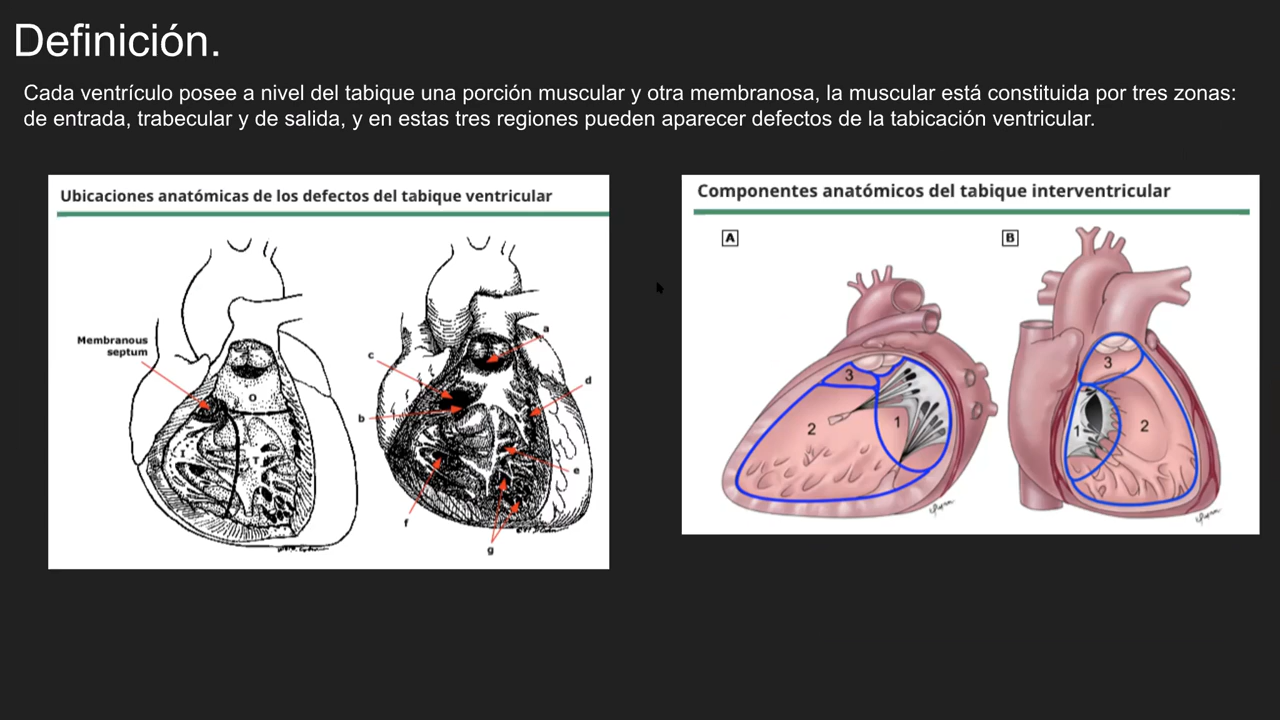 Definición.
Cada ventrículo posee a nivel del tabique una porción muscular y otra membranosa, la muscular está constituida por tres zonas:
de entrada, trabecular y de salida, y en estas tres regiones pueden aparecer defectos de la tabicación ventricular.
Ubicaciones anatómicas de los defectos del tabique ventricular
Membranous
septum
O
T
a
c
d
b
e
f
g
Componentes anatómicos del tabique interventricular
A
B
3
2
1
3
1
2